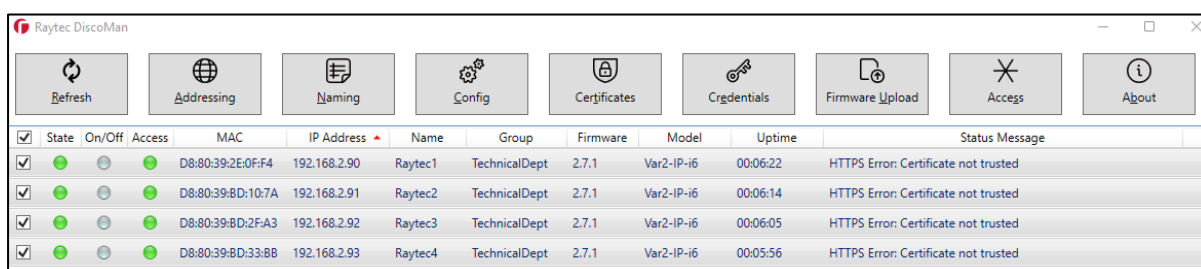 Raytec DiscoMan
Refresh Addressing Naming Config Certificates Credentials Firmware Upload Access About
State On/Off Access MAC IP Address Name Group Firmware Model Uptime Status Message
D8:80:39:2E:0F:F4 192.168.2.90 Raytec1 TechnicalDept 2.7.1 Var2-IP-i6 00:06:22 HTTPS Error: Certificate not trusted
D8:80:39:BD:10:7A 192.168.2.91 Raytec2 TechnicalDept 2.7.1 Var2-IP-i6 00:06:14 HTTPS Error: Certificate not trusted
D8:80:39:BD:2F:A3 192.168.2.92 Raytec3 TechnicalDept 2.7.1 Var2-IP-i6 00:06:05 HTTPS Error: Certificate not trusted
D8:80:39:BD:33:BB 192.168.2.93 Raytec4 TechnicalDept 2.7.1 Var2-IP-i6 00:05:56 HTTPS Error: Certificate not trusted